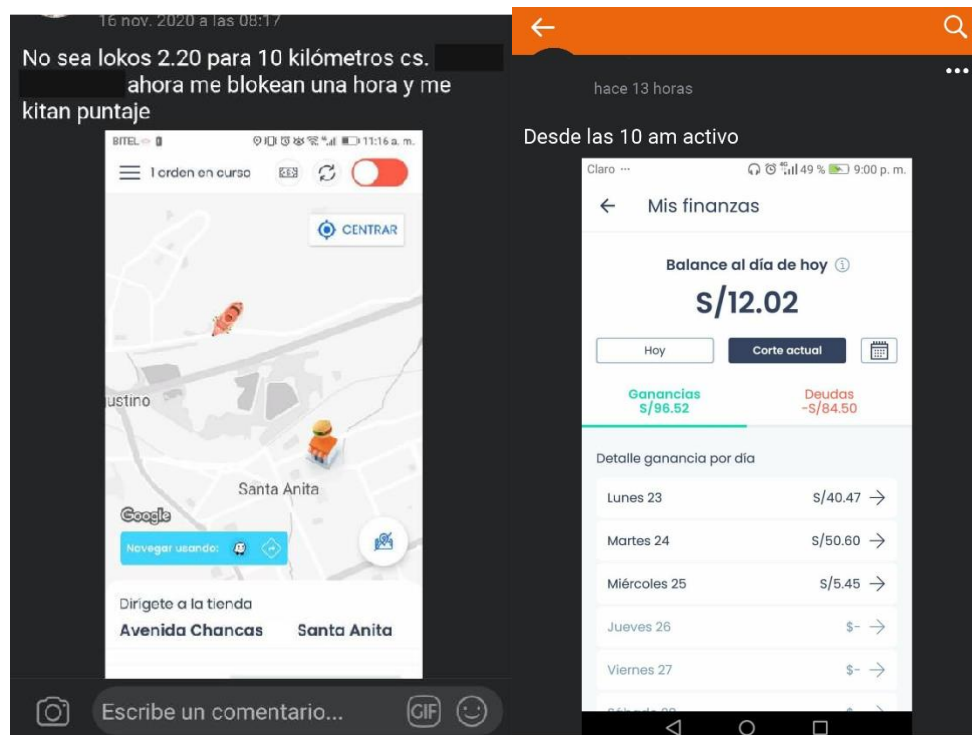 16 nov. 2020 a las 08:17
No sea lokos 2.20 para 10 kilómetros cs.
ahora me blokean una hora y me
kitan puntaje
BITEL 11:16 a. m.
1 orden en curso
CENTRAR
ustino
Santa Anita
Google
Navegar usando:
Dirigete a la tienda
Avenida Chancas Santa Anita
Escribe un comentario... GIF
hace 13 horas
Desde las 10 am activo
Claro 49 % 9:00 p. m.
Mis finanzas
Balance al día de hoy
S/12.02
Hoy Corte actual
Ganancias Deudas
S/96.52 -S/84.50
Detalle ganancia por día
Lunes 23 S/40.47
Martes 24 S/50.60
Miércoles 25 S/5.45
Jueves 26 $-
Viernes 27 $-